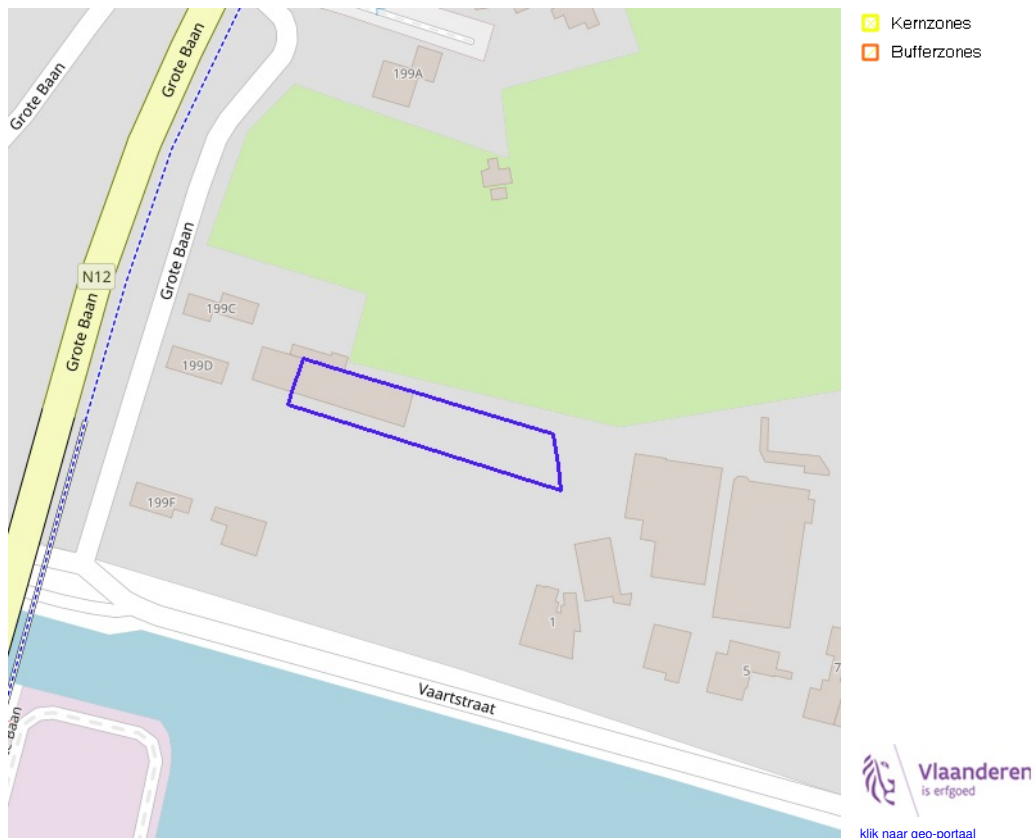 Kernzones
Bufferzones
Grote Baan
Grote Baan
199A
Grote Baan
N12
Grote Baan
199C
199D
199F
1
5
7
Vaartstraat
te Baan
Vlaanderen
is erfgoed
klik naar geo-portaal